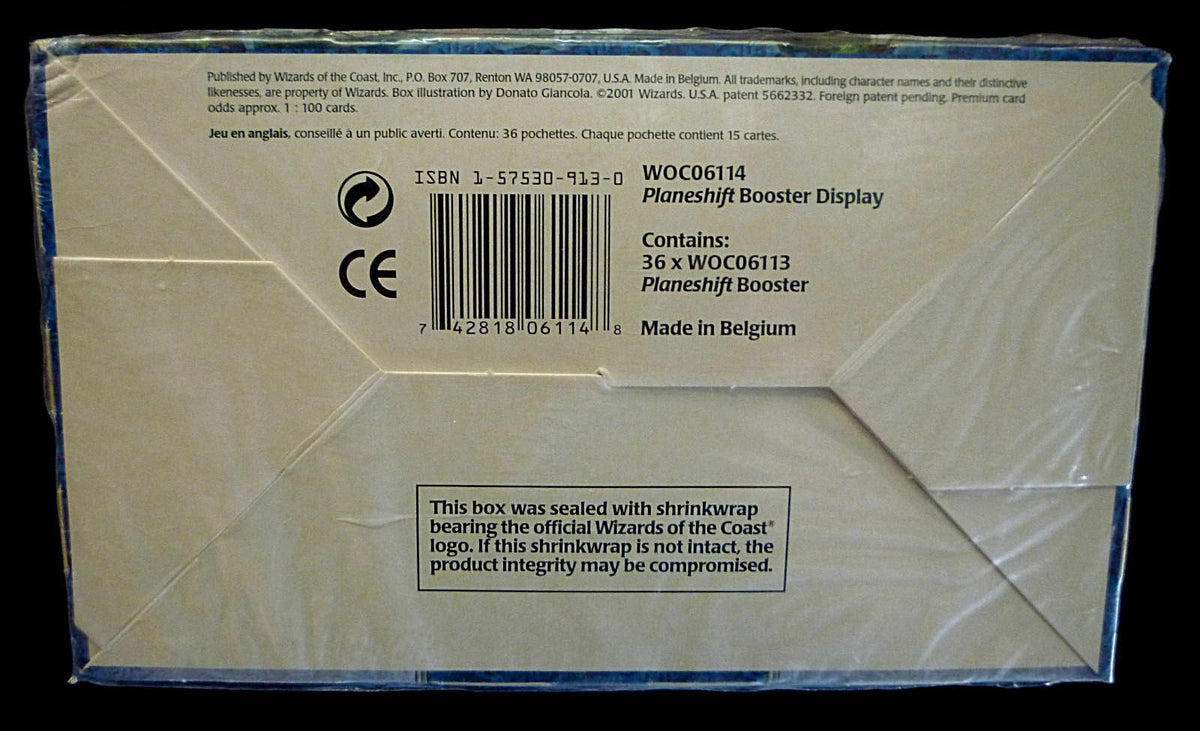 Published by Wizards of the Coast, Inc., P.O. Box 707, Renton WA 98057-0707, U.S.A. Made in Belgium. All trademarks, including character names and their distinctive
likenesses, are property of Wizards. Box illustration by Donato Giancola. ©2001 Wizards. U.S.A. patent 5662332. Foreign patent pending. Premium card
odds approx. 1 : 100 cards.
Jeu en anglais, conseillé à un public averti. Contenu: 36 pochettes. Chaque pochette contient 15 cartes.
ISBN 1-57530-913-0
CE
7 42818 06114 8
WOC06114
Planeshift Booster Display
Contains:
36 x WOC06113
Planeshift Booster
Made in Belgium
This box was sealed with shrinkwrap
bearing the official Wizards of the Coast®
logo. If this shrinkwrap is not intact, the
product integrity may be compromised.